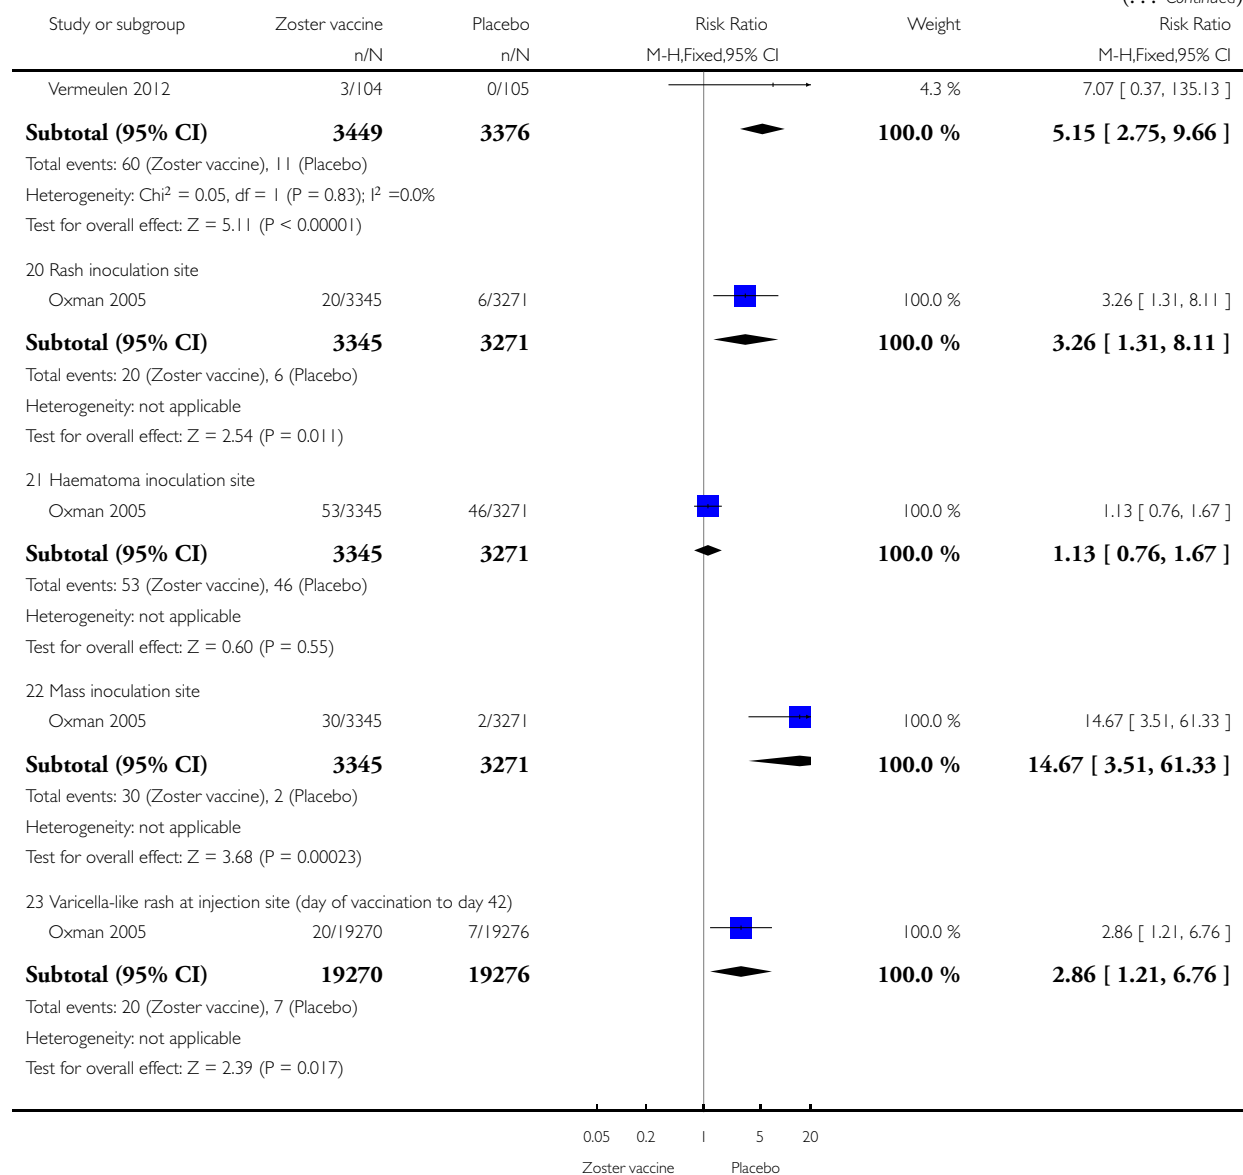 (... Continued)
Study or subgroup Zoster vaccine Placebo Risk Ratio Weight Risk Ratio
n/N n/N M-H,Fixed,95% CI M-H,Fixed,95% CI
Vermeulen 2012 3/104 0/105 4.3 % 7.07 [ 0.37, 135.13 ]
Subtotal (95% CI) 3449 3376 100.0 % 5.15 [ 2.75, 9.66 ]
Total events: 60 (Zoster vaccine), 11 (Placebo)
Heterogeneity: Chi² = 0.05, df = 1 (P = 0.83); I² =0.0%
Test for overall effect: Z = 5.11 (P < 0.00001)
20 Rash inoculation site
Oxman 2005 20/3345 6/3271 100.0 % 3.26 [ 1.31, 8.11 ]
Subtotal (95% CI) 3345 3271 100.0 % 3.26 [ 1.31, 8.11 ]
Total events: 20 (Zoster vaccine), 6 (Placebo)
Heterogeneity: not applicable
Test for overall effect: Z = 2.54 (P = 0.011)
21 Haematoma inoculation site
Oxman 2005 53/3345 46/3271 100.0 % 1.13 [ 0.76, 1.67 ]
Subtotal (95% CI) 3345 3271 100.0 % 1.13 [ 0.76, 1.67 ]
Total events: 53 (Zoster vaccine), 46 (Placebo)
Heterogeneity: not applicable
Test for overall effect: Z = 0.60 (P = 0.55)
22 Mass inoculation site
Oxman 2005 30/3345 2/3271 100.0 % 14.67 [ 3.51, 61.33 ]
Subtotal (95% CI) 3345 3271 100.0 % 14.67 [ 3.51, 61.33 ]
Total events: 30 (Zoster vaccine), 2 (Placebo)
Heterogeneity: not applicable
Test for overall effect: Z = 3.68 (P = 0.00023)
23 Varicella-like rash at injection site (day of vaccination to day 42)
Oxman 2005 20/19270 7/19276 100.0 % 2.86 [ 1.21, 6.76 ]
Subtotal (95% CI) 19270 19276 100.0 % 2.86 [ 1.21, 6.76 ]
Total events: 20 (Zoster vaccine), 7 (Placebo)
Heterogeneity: not applicable
Test for overall effect: Z = 2.39 (P = 0.017)
0.05 0.2 1 5 20
Zoster vaccine Placebo